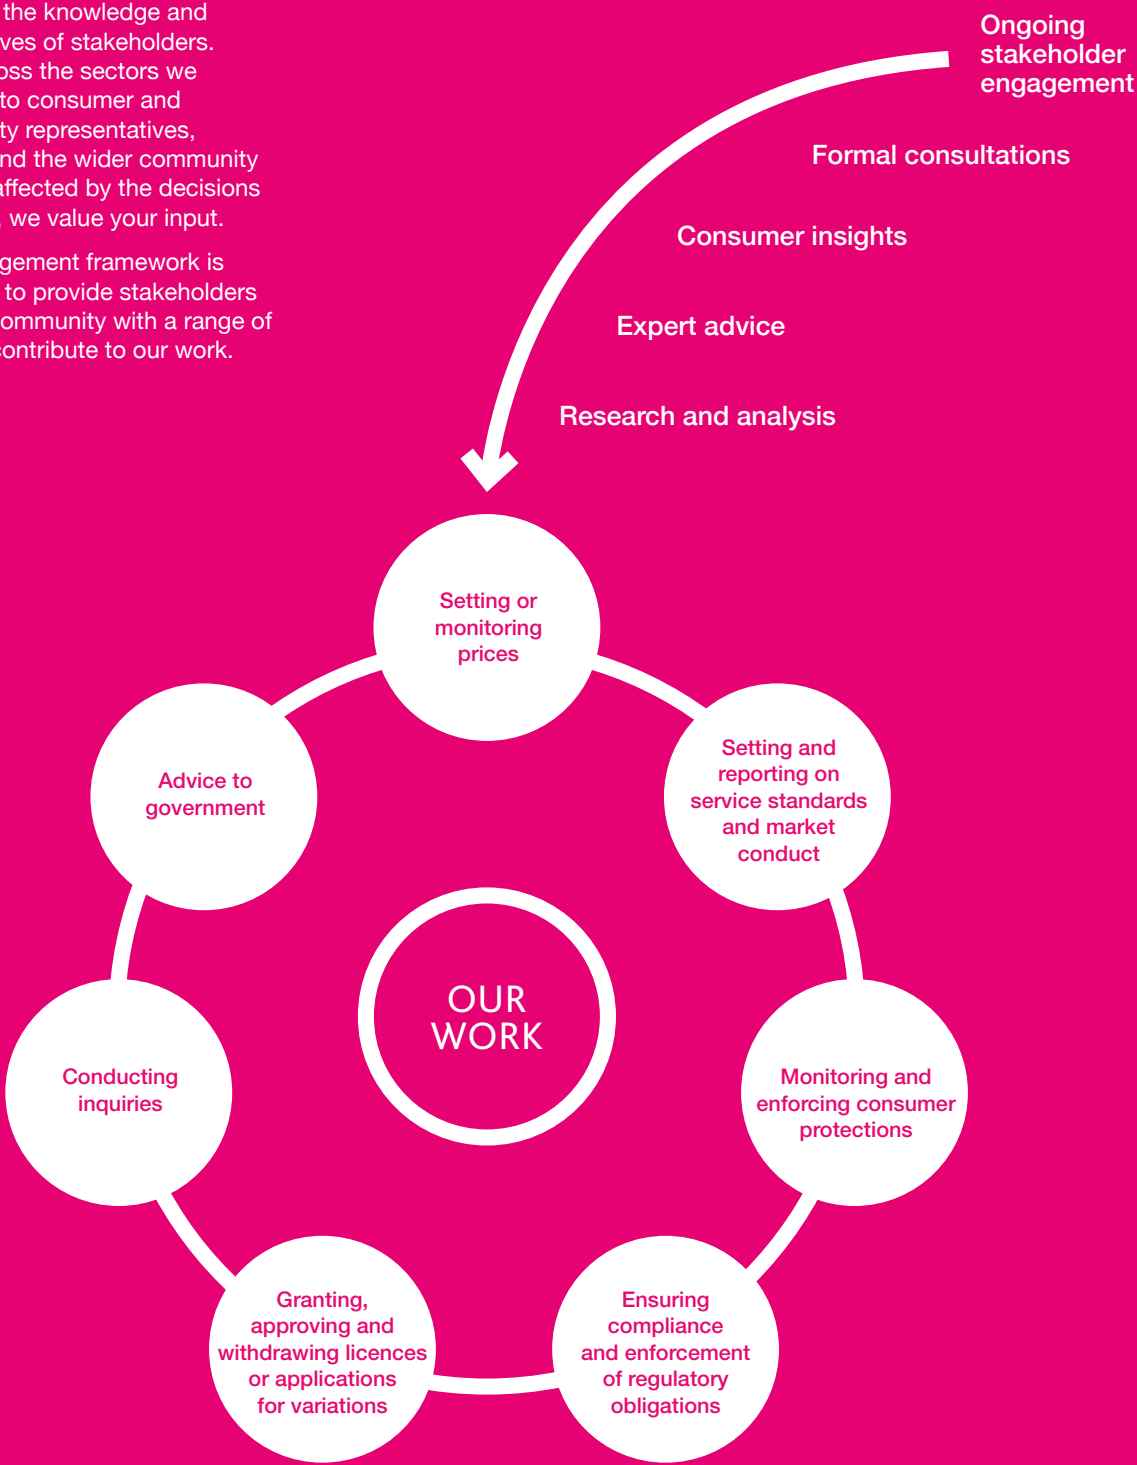 the knowledge and
ves of stakeholders.
oss the sectors we
to consumer and
ty representatives,
nd the wider community
affected by the decisions
, we value your input.
gement framework is
to provide stakeholders
ommunity with a range of
contribute to our work.
Ongoing
stakeholder
engagement
Formal consultations
Consumer insights
Expert advice
Research and analysis
Setting or
monitoring
prices
Setting and
reporting on
service standards
and market
conduct
Monitoring and
enforcing consumer
protections
Ensuring
compliance
and enforcement
of regulatory
obligations
Granting,
approving and
withdrawing licences
or applications
for variations
Conducting
inquiries
Advice to
government
OUR
WORK